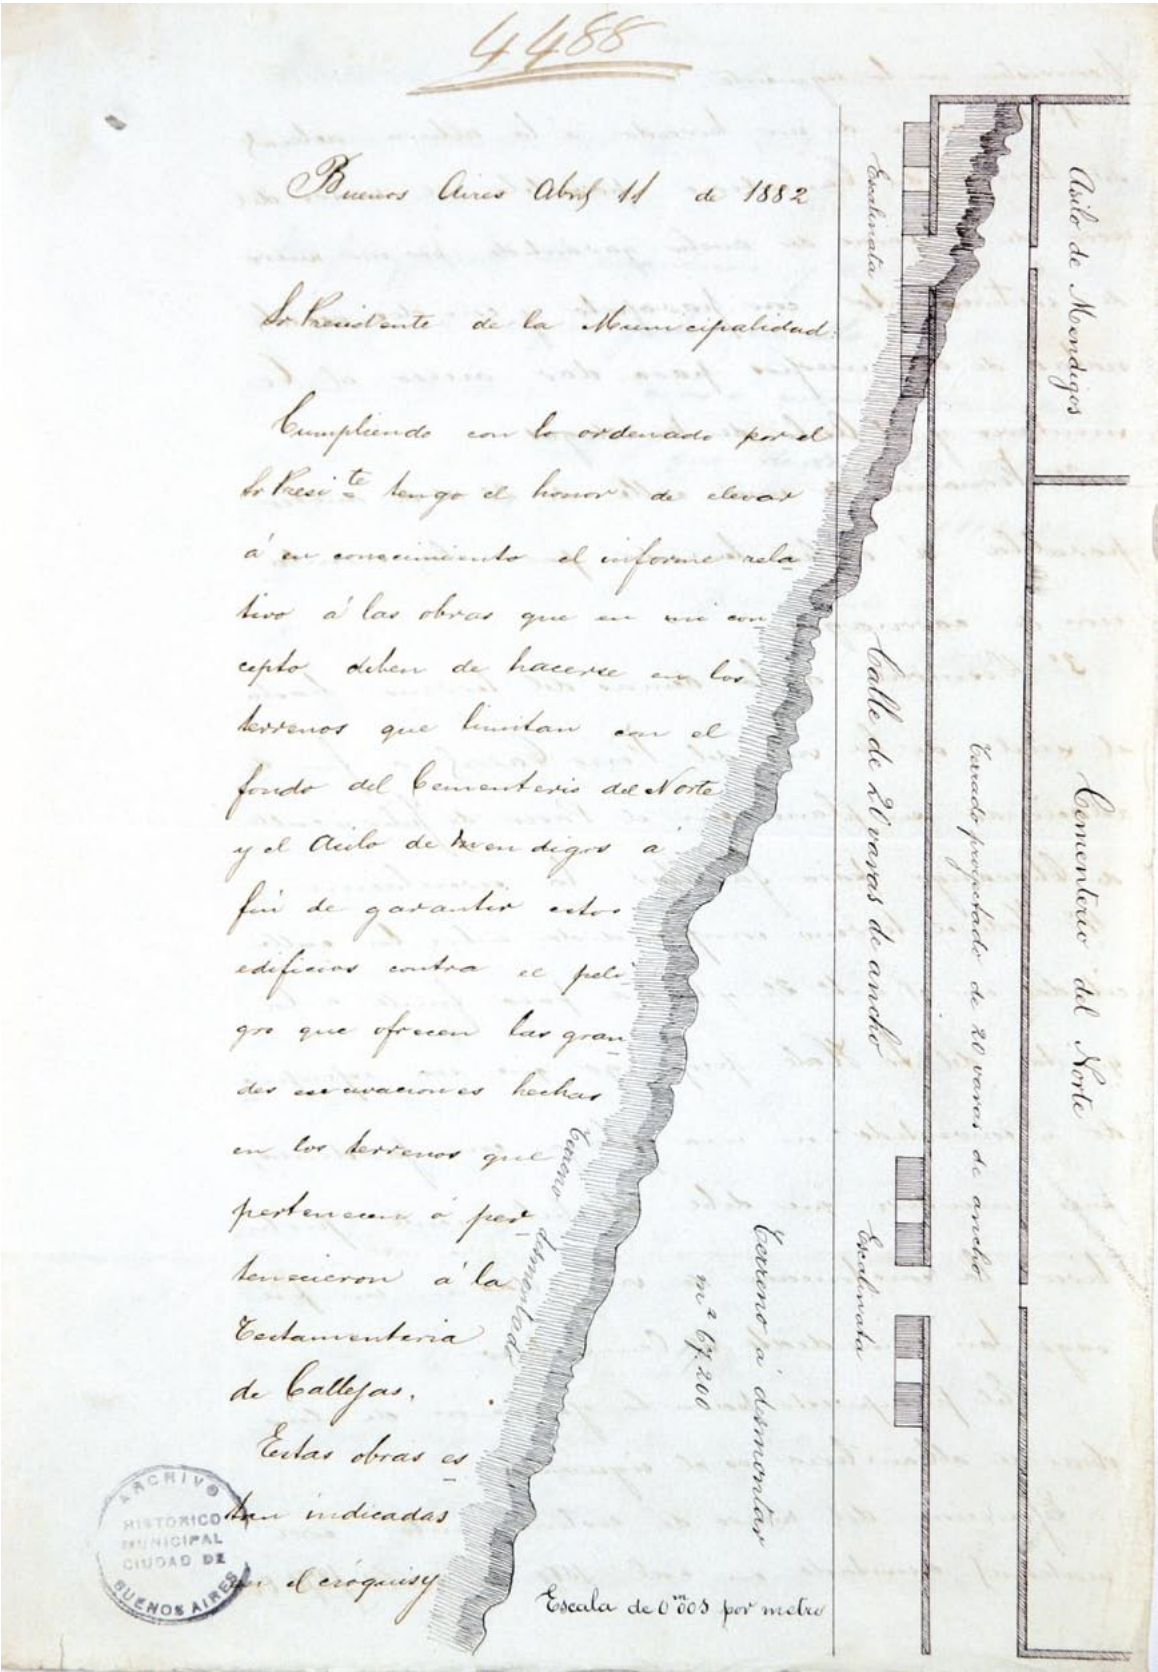 4488
Buenos Aires Abril 11 de 1882
Sr Presidente de la Municipalidad.
Cumpliendo con lo ordenado por el
Sr Presi te tengo el honor de elevar
á su conocimiento el informe rela
tivo á las obras que en mi con
cepto deben de hacerse en los
terrenos que limitan con el
fondo del Cementerio del Norte
y el Asilo de Mendigos á
fin de garantir estos
edificios contra el peli
gro que ofrecen las gran
des escavaciones hechas
en los terrenos que
pertenecen ó per
tenecieron á la
Testamenteria
de Callejas.
Estas obras es
tan indicadas
en el cróquis y
ARCHIVO
HISTORICO
MUNICIPAL
CIUDAD DE
BUENOS AIRES
Terreno desmontado
Escala de 0m005 por metro
Terreno á desmontar
m2 67.200
Escalinata
Calle de 20 varas de ancho
Escalinata
Terrado proyectado de 20 varas de ancho
Asilo de Mendigos
Cementerio del Norte